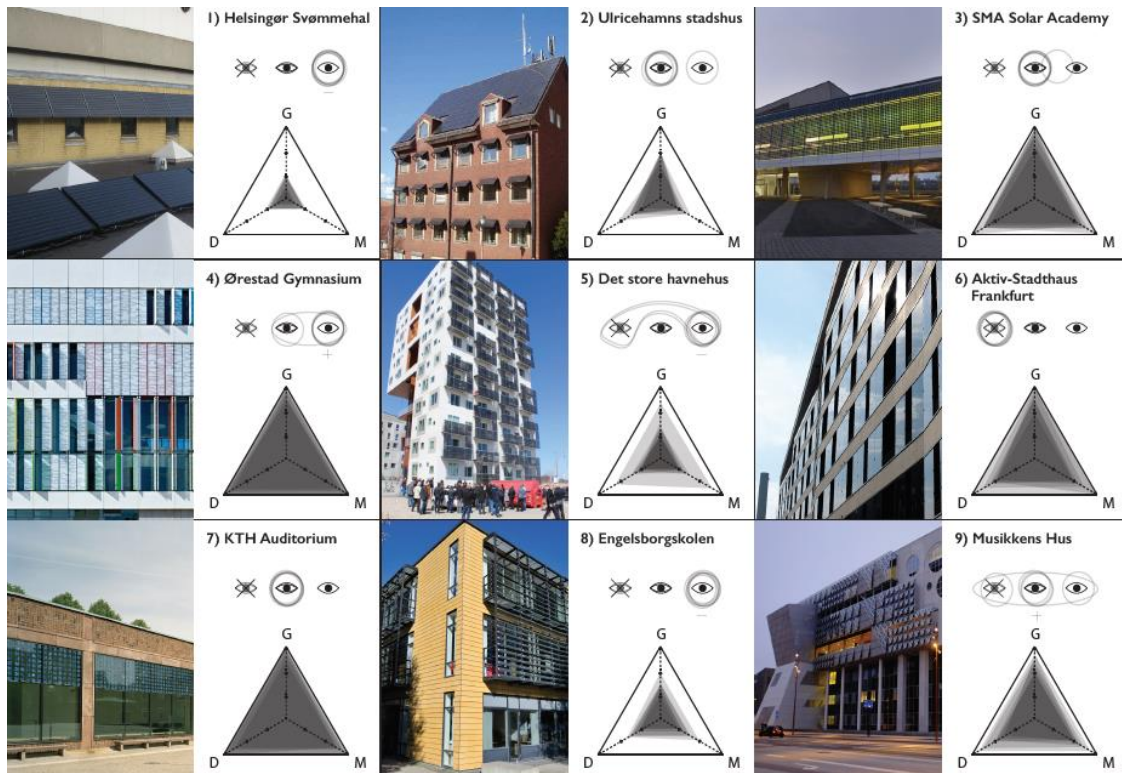 1) Helsingør Svømmehal
–
G
D
M
2) Ulricehamns stadshus
G
D
M
3) SMA Solar Academy
G
D
M
4) Ørestad Gymnasium
+
G
D
M
5) Det store havnehus
–
G
D
M
6) Aktiv-Stadthaus
Frankfurt
G
D
M
7) KTH Auditorium
G
D
M
8) Engelsborgskolen
–
G
D
M
9) Musikkens Hus
+
G
D
M